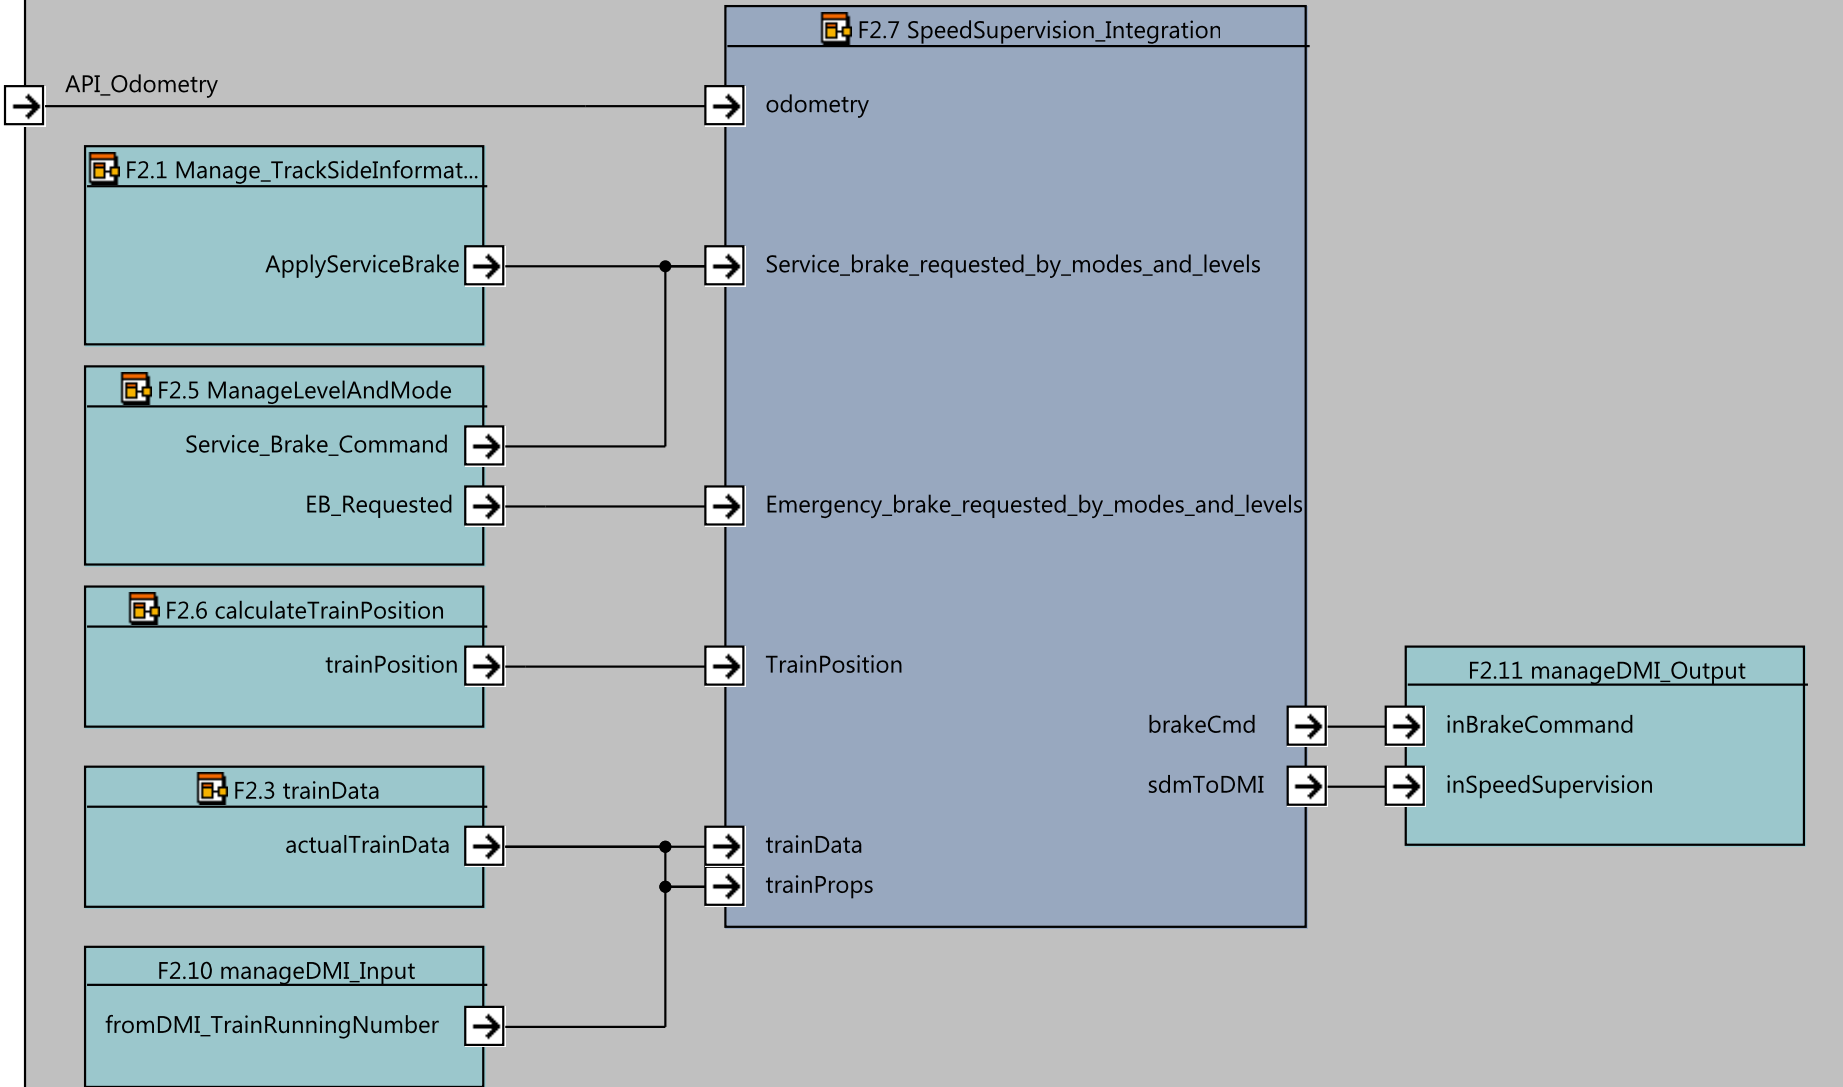 F2.7 SpeedSupervision_Integration
API_Odometry
odometry
F2.1 Manage_TrackSideInformat...
ApplyServiceBrake
Service_brake_requested_by_modes_and_levels
F2.5 ManageLevelAndMode
Service_Brake_Command
EB_Requested
Emergency_brake_requested_by_modes_and_levels
F2.6 calculateTrainPosition
trainPosition
TrainPosition
F2.11 manageDMI_Output
brakeCmd
inBrakeCommand
sdmToDMI
inSpeedSupervision
F2.3 trainData
actualTrainData
trainData
trainProps
F2.10 manageDMI_Input
fromDMI_TrainRunningNumber